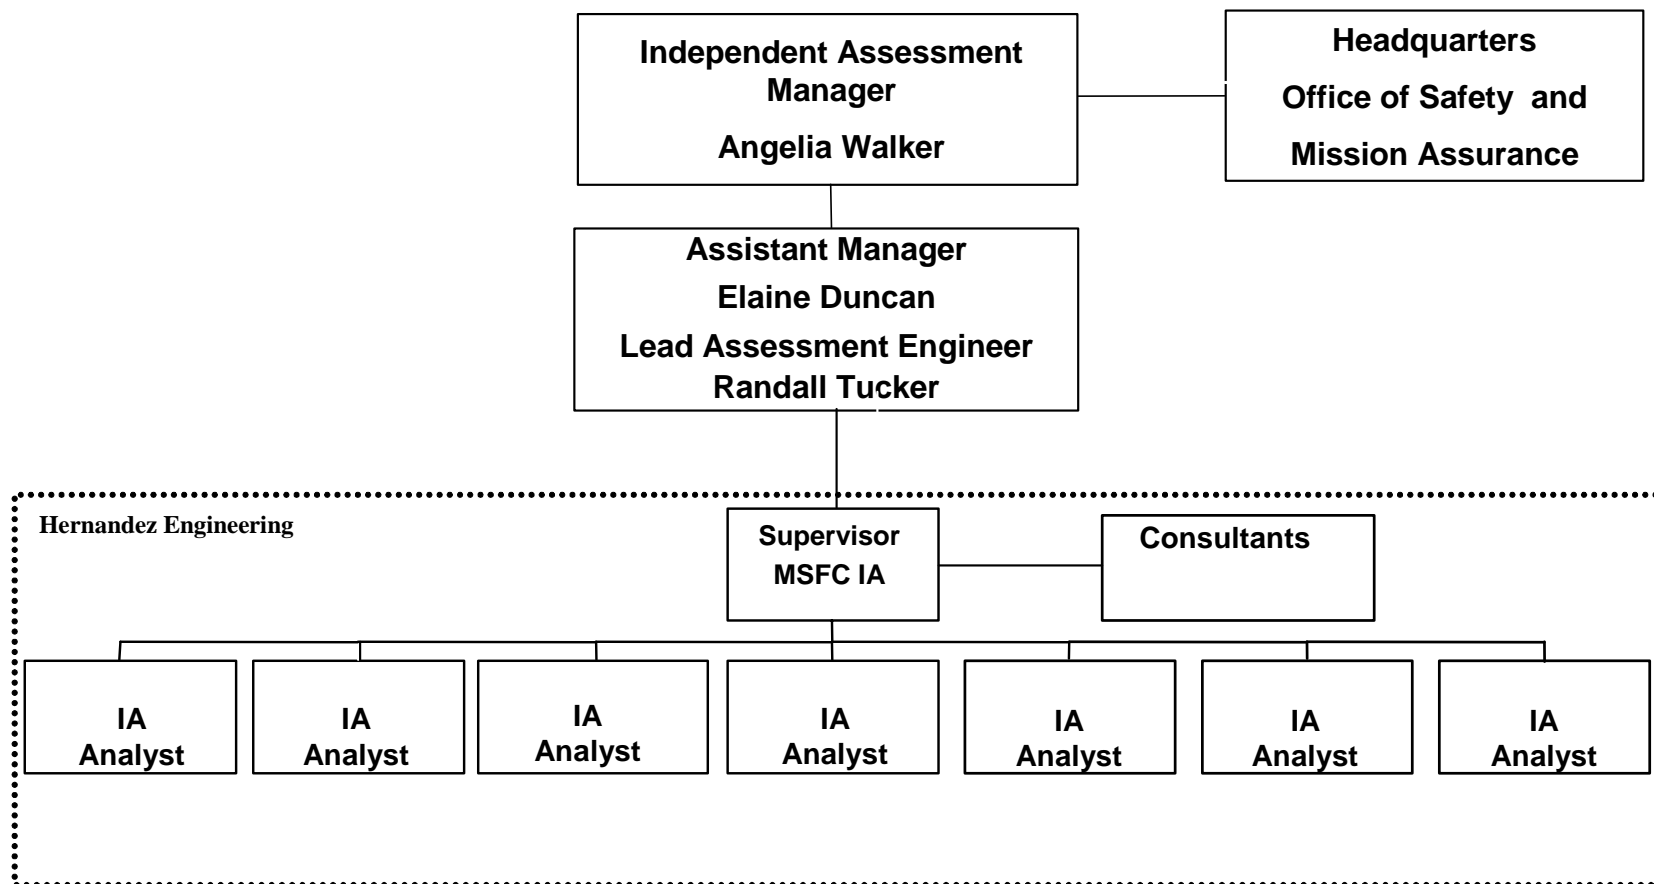 Independent Assessment
Manager
Angelia Walker
Headquarters
Office of Safety and
Mission Assurance
Assistant Manager
Elaine Duncan
Lead Assessment Engineer
Randall Tucker
Hernandez Engineering
Supervisor
MSFC IA
Consultants
IA
Analyst
IA
Analyst
IA
Analyst
IA
Analyst
IA
Analyst
IA
Analyst
IA
Analyst